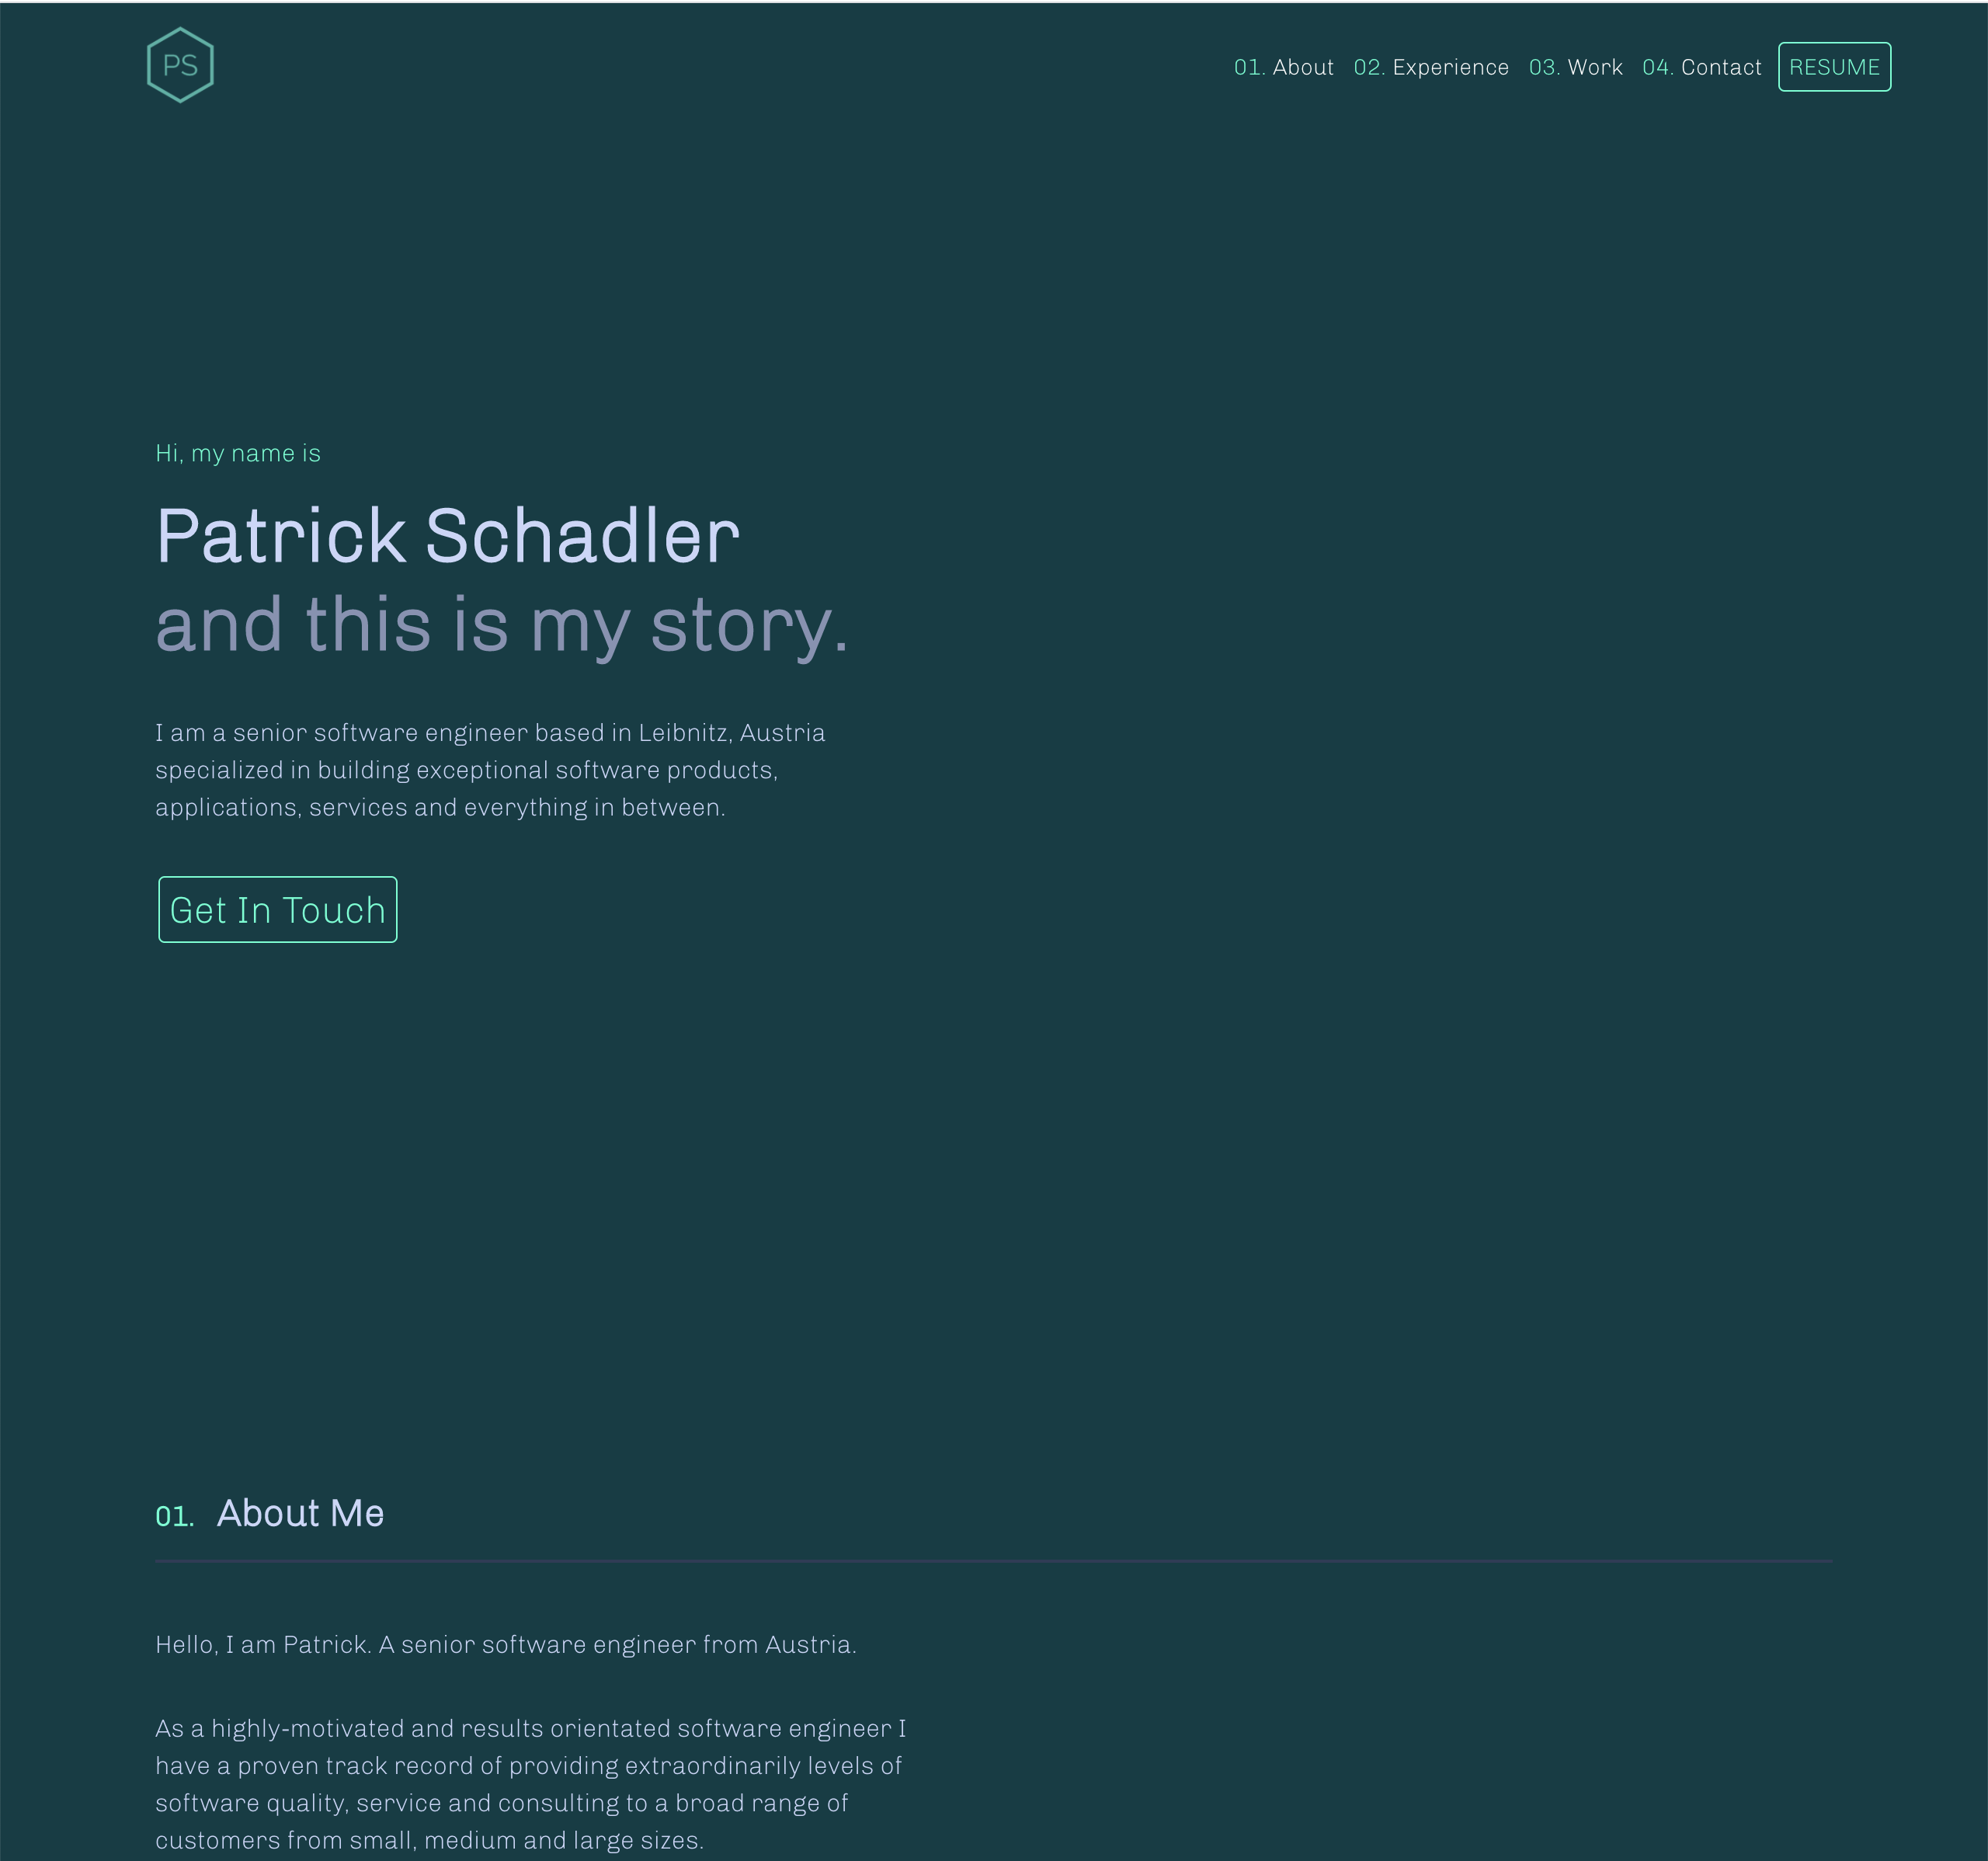 PS
01. About 02. Experience 03. Work 04. Contact RESUME
Hi, my name is
Patrick Schadler
and this is my story.
I am a senior software engineer based in Leibnitz, Austria
specialized in building exceptional software products,
applications, services and everything in between.
Get In Touch
01. About Me
Hello, I am Patrick. A senior software engineer from Austria.
As a highly-motivated and results orientated software engineer I
have a proven track record of providing extraordinarily levels of
software quality, service and consulting to a broad range of
customers from small, medium and large sizes.